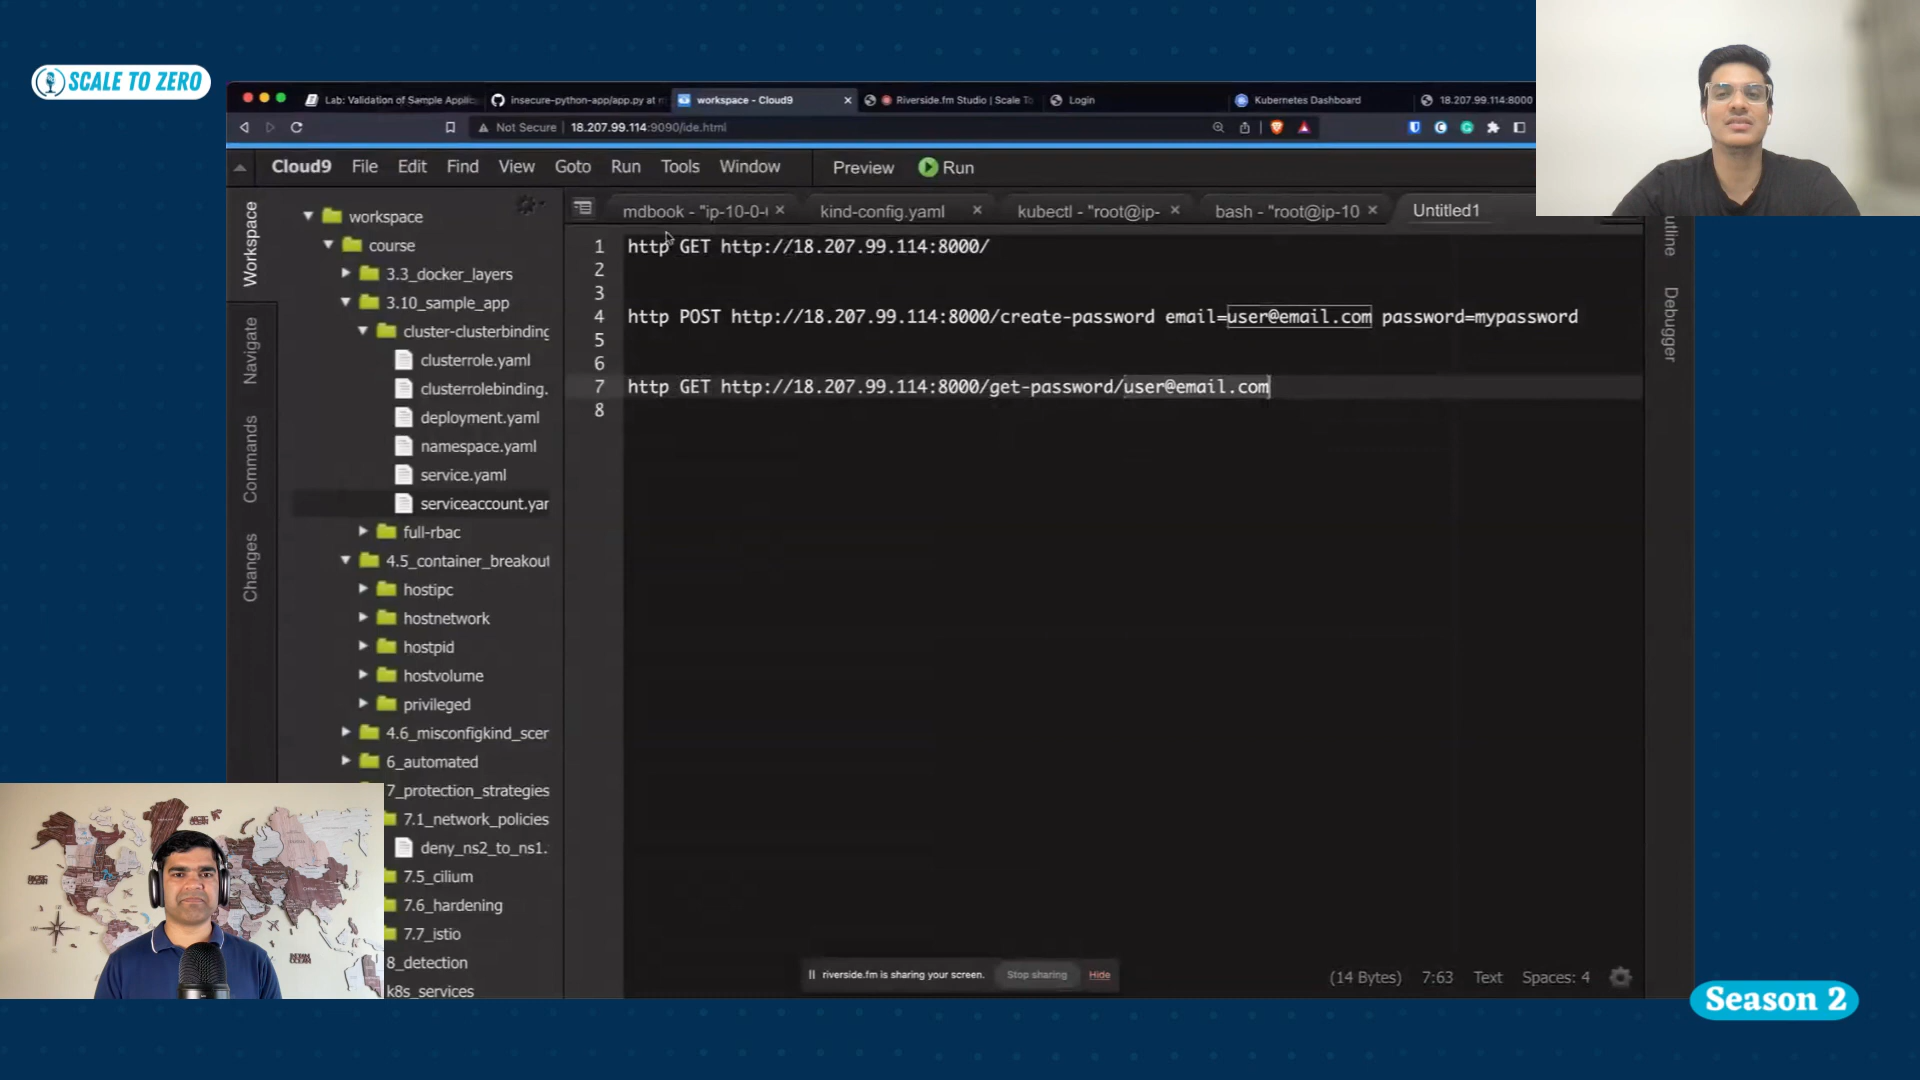 SCALE TO ZERO
Lab: Validation of Sample Applic
insecure-python-app/app.py at
workspace - Cloud9
Riverside.fm Studio | Scale To
Login
Kubernetes Dashboard
18.207.99.114:8000
Not Secure
18.207.99.114:9090/ide.html
Cloud9 File Edit Find View Goto Run Tools Window Preview Run
Workspace
Navigate
Commands
Changes
workspace
course
3.3_docker_layers
3.10_sample_app
cluster-clusterbinding
clusterrole.yaml
clusterrolebinding.
deployment.yaml
namespace.yaml
service.yaml
serviceaccount.yar
full-rbac
4.5_container_breakout
hostipc
hostnetwork
hostpid
hostvolume
privileged
4.6_misconfigkind_scer
6_automated
7_protection_strategies
7.1_network_policies
deny_ns2_to_ns1.
7.5_cilium
7.6_hardening
7.7_istio
8_detection
k8s_services
mdbook - "ip-10-0-
kind-config.yaml
kubectl - "root@ip-
bash - "root@ip-10
Untitled1
1 http GET http://18.207.99.114:8000/
2
3
4 http POST http://18.207.99.114:8000/create-password email=user@email.com password=mypassword
5
6
7 http GET http://18.207.99.114:8000/get-password/user@email.com
8
utline
Debugger
riverside.fm is sharing your screen.
Stop sharing
Hide
(14 Bytes) 7:63 Text Spaces: 4
Season 2